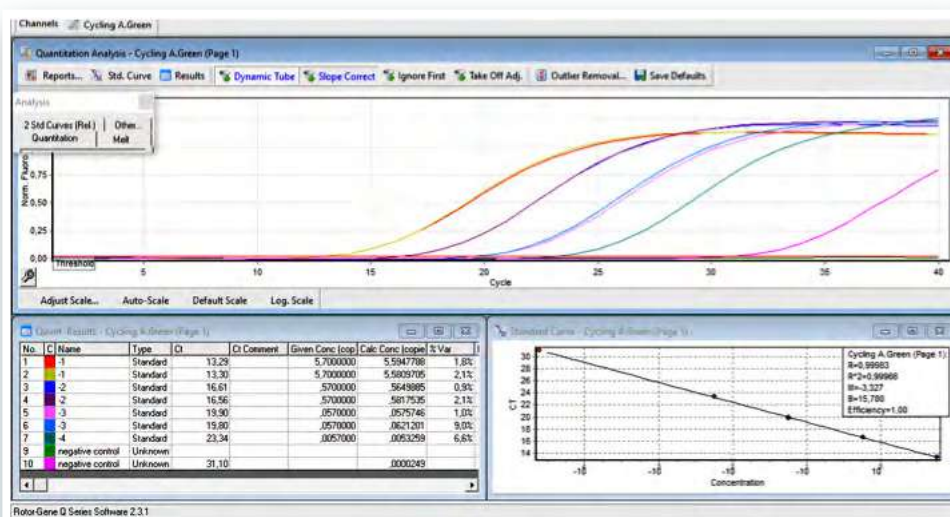 Channels Cycling A.Green
Quantitation Analysis - Cycling A.Green (Page 1)
Reports... Std. Curve Results Dynamic Tube Slope Correct Ignore First Take Off Adj. Outlier Removal... Save Defaults
Analysis
2 Std Curves (Rel.) Other...
Quantitation Melt
Norm. Fluoro
0,75
0,50
0,25
0,00
Threshold
5 10 15 20 25 30 35 40
Cycle
Adjust Scale... Auto-Scale Default Scale Log. Scale
Quant. Results - Cycling A.Green (Page 1)
No. C Name Type Ct Ct Comment Given Conc (cop Calc Conc (copie % Var
1 -1 Standard 13,29 5,7000000 5,5947788 1,8%
2 -1 Standard 13,30 5,7000000 5,5809705 2,1%
3 -2 Standard 16,61 ,5700000 ,5649885 0,9%
4 -2 Standard 16,56 ,5700000 ,5817535 2,1%
5 -3 Standard 19,90 ,0570000 ,0575746 1,0%
6 -3 Standard 19,80 ,0570000 ,0621201 9,0%
7 -4 Standard 23,34 ,0057000 ,0053259 6,6%
9 negative control Unknown
10 negative control Unknown 31,10 ,0000249
Standard Curve - Cycling A.Green (Page 1)
CT
30
28
26
24
22
20
18
16
14
Cycling A.Green (Page 1):
R=0,99983
R^2=0,99966
M=-3,327
B=15,780
Efficiency=1,00
-10 -10 -10 10 10
Concentration
Rotor-Gene Q Series Software 2.3.1